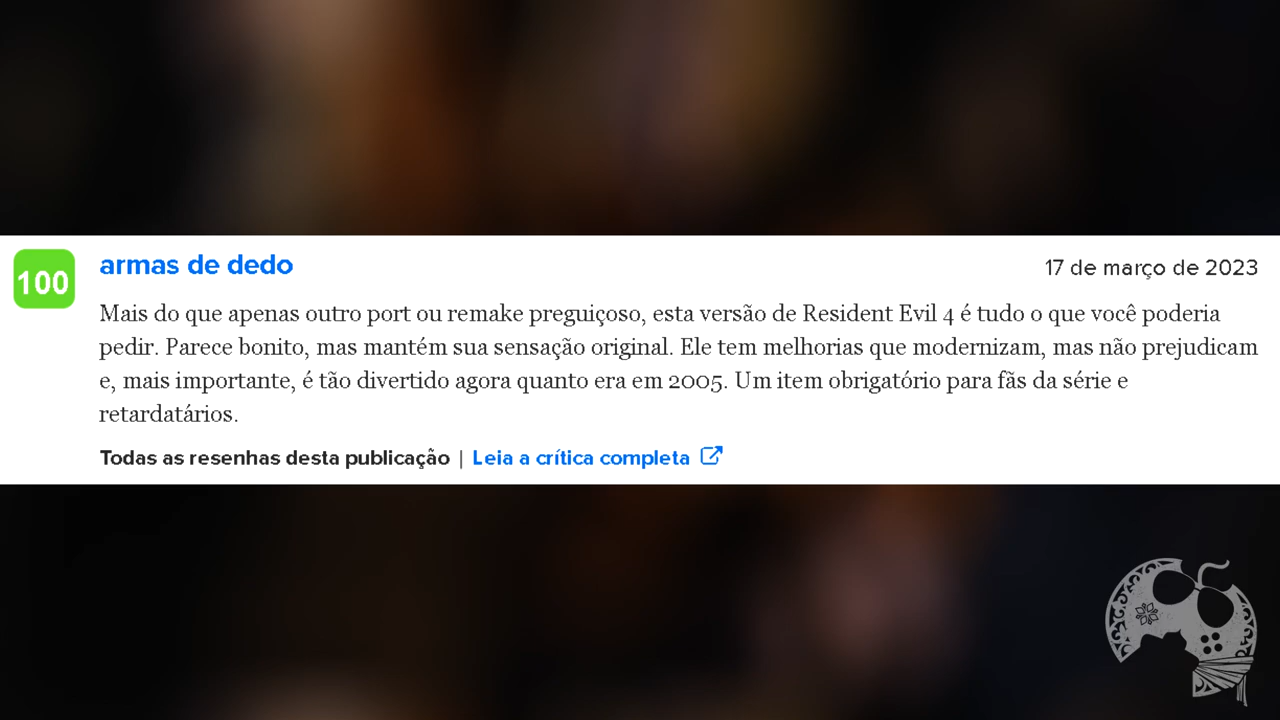 100
armas de dedo
17 de março de 2023
Mais do que apenas outro port ou remake preguiçoso, esta versão de Resident Evil 4 é tudo o que você poderia
pedir. Parece bonito, mas mantém sua sensação original. Ele tem melhorias que modernizam, mas não prejudicam
e, mais importante, é tão divertido agora quanto era em 2005. Um item obrigatório para fãs da série e
retardatários.
Todas as resenhas desta publicação | Leia a crítica completa